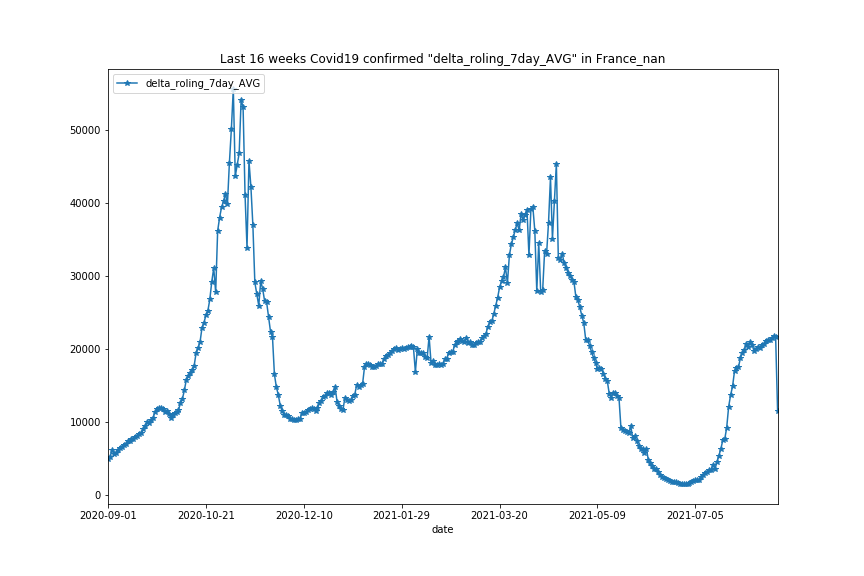 Last 16 weeks Covid19 confirmed "delta_roling_7day_AVG" in France_nan
delta_roling_7day_AVG
50000
40000
30000
20000
10000
0
2020-09-01 2020-10-21 2020-12-10 2021-01-29 2021-03-20 2021-05-09 2021-07-05
date